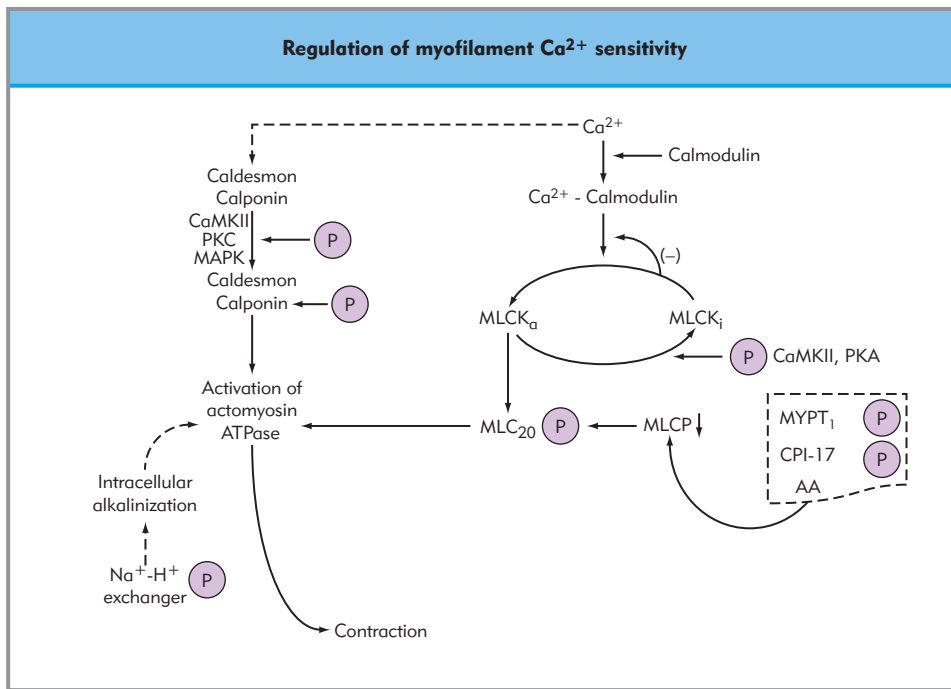 Regulation of myofilament Ca²⁺ sensitivity
Ca²⁺
Calmodulin
Ca²⁺ - Calmodulin
(–)
Caldesmon
Calponin
CaMKII
PKC
MAPK
P
Caldesmon
Calponin
P
MLCKₐ
MLCKᵢ
P
CaMKII, PKA
Activation of
actomyosin
ATPase
MLC₂₀
P
MLCP
MYPT₁
P
CPI-17
P
AA
Intracellular
alkalinization
Na⁺-H⁺
exchanger
P
Contraction